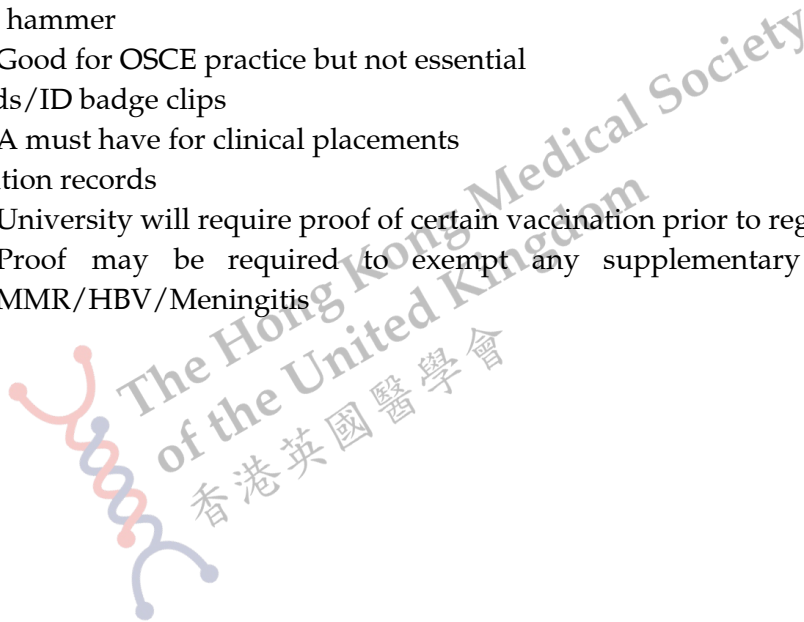 hammer
Good for OSCE practice but not essential
ds/ID badge clips
A must have for clinical placements
tion records
University will require proof of certain vaccination prior to reg
Proof may be required to exempt any supplementary
MMR/HBV/Meningitis
The Hong Kong Medical Society
of the United Kingdom
香港英國醫學會